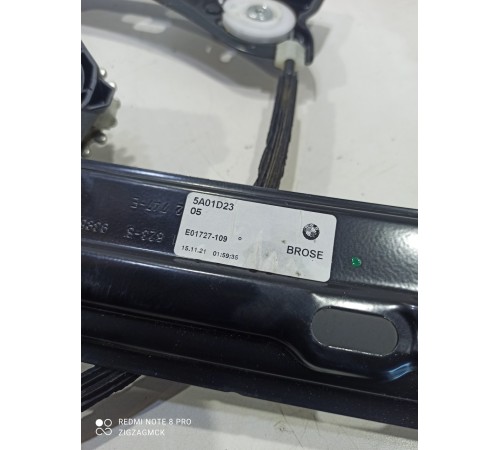 5A01D23
05
E01727-109
BROSE
15.11.21 01:59:35
REDMI NOTE 8 PRO
ZIGZAGMCK